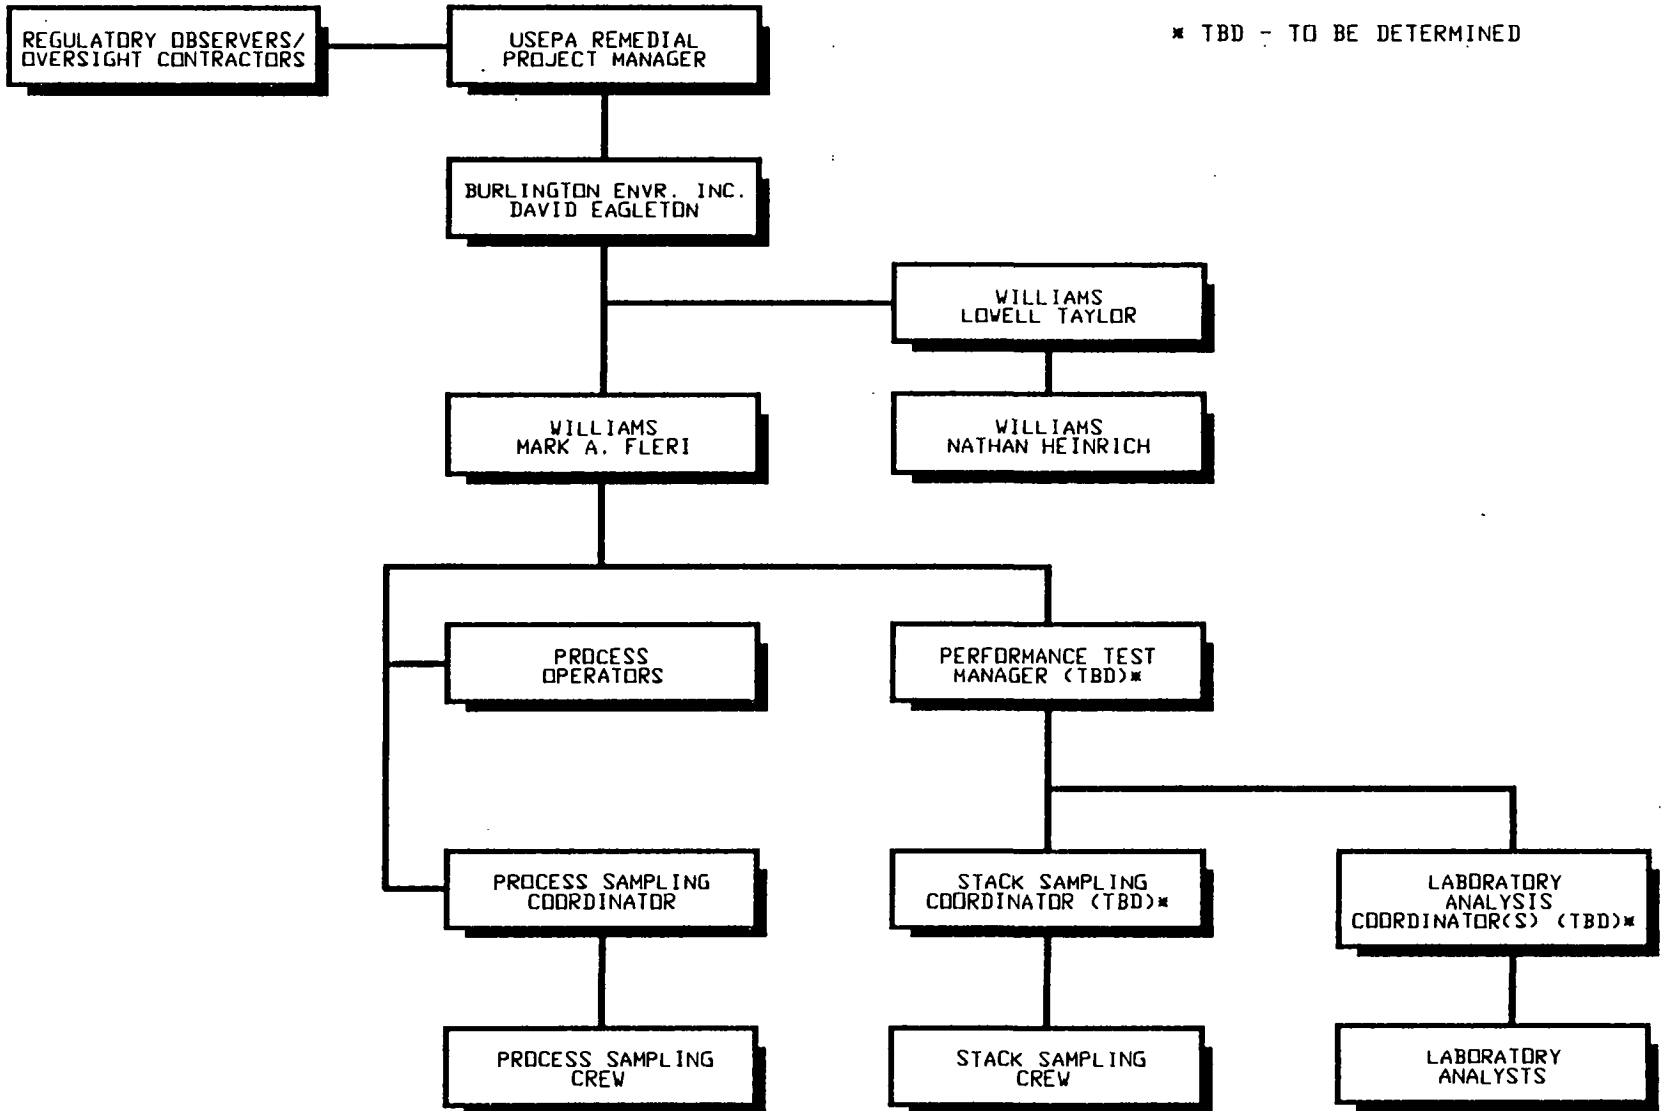 REGULATORY OBSERVERS/
OVERSIGHT CONTRACTORS
USEPA REMEDIAL
PROJECT MANAGER
* TBD - TO BE DETERMINED
BURLINGTON ENVR. INC.
DAVID EAGLETON
WILLIAMS
LOWELL TAYLOR
WILLIAMS
MARK A. FLERI
WILLIAMS
NATHAN HEINRICH
PROCESS
OPERATORS
PERFORMANCE TEST
MANAGER (TBD)*
PROCESS SAMPLING
COORDINATOR
STACK SAMPLING
COORDINATOR (TBD)*
LABORATORY
ANALYSIS
COORDINATOR(S) (TBD)*
PROCESS SAMPLING
CREW
STACK SAMPLING
CREW
LABORATORY
ANALYSTS